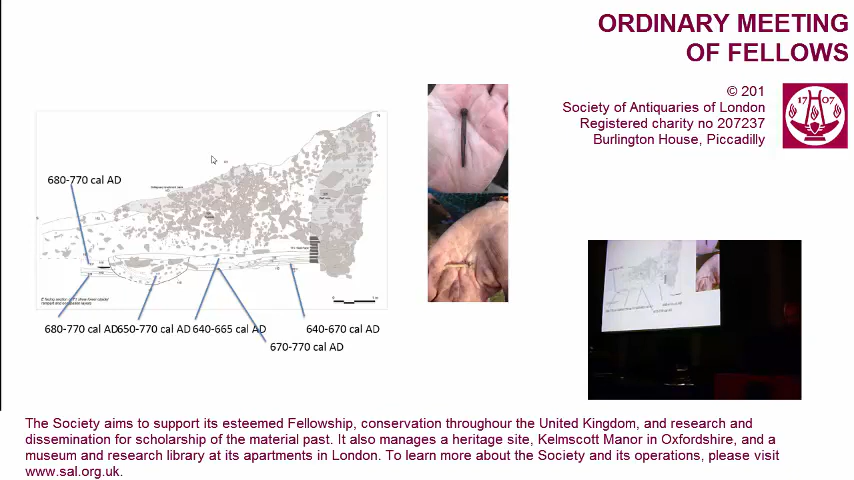 ORDINARY MEETING
OF FELLOWS
© 201
Society of Antiquaries of London
Registered charity no 207237
Burlington House, Piccadilly
17 07
680-770 cal AD
680-770 cal AD
650-770 cal AD
640-665 cal AD
640-670 cal AD
670-770 cal AD
The Society aims to support its esteemed Fellowship, conservation throughour the United Kingdom, and research and
dissemination for scholarship of the material past. It also manages a heritage site, Kelmscott Manor in Oxfordshire, and a
museum and research library at its apartments in London. To learn more about the Society and its operations, please visit
www.sal.org.uk.